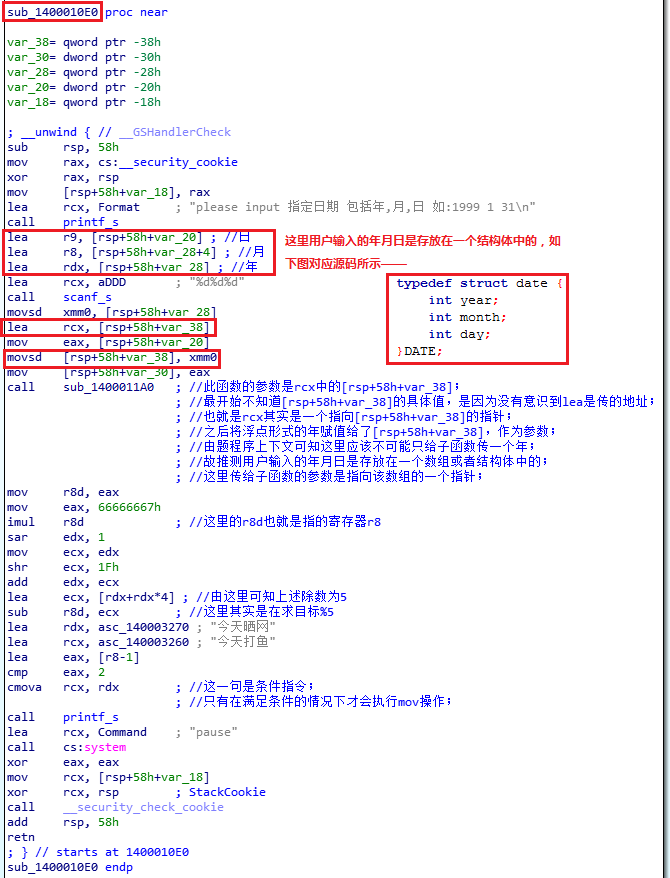 sub_1400010E0 proc near
var_38= qword ptr -38h
var_30= dword ptr -30h
var_28= qword ptr -28h
var_20= dword ptr -20h
var_18= qword ptr -18h
; __unwind { // __GSHandlerCheck
sub rsp, 58h
mov rax, cs:__security_cookie
xor rax, rsp
mov [rsp+58h+var_18], rax
lea rcx, Format ; "please input 指定日期 包括年,月,日 如:1999 1 31\n"
call printf_s
lea r9, [rsp+58h+var_20] ; //日
lea r8, [rsp+58h+var_28+4] ; //月
lea rdx, [rsp+58h+var_28] ; //年
这里用户输入的年月日是存放在一个结构体中的，如
下图对应源码所示——
lea rcx, aDDD ; "%d%d%d"
call scanf_s
movsd xmm0, [rsp+58h+var_28]
lea rcx, [rsp+58h+var_38]
mov eax, [rsp+58h+var_20]
movsd [rsp+58h+var_38], xmm0
mov [rsp+58h+var_30], eax
typedef struct date {
int year;
int month;
int day;
}DATE;
call sub_1400011A0 ; //此函数的参数是rcx中的[rsp+58h+var_38]；
; //最开始不知道[rsp+58h+var_38]的具体值，是因为没有意识到lea是传的地址；
; //也就是rcx其实是一个指向[rsp+58h+var_38]的指针；
; //之后将浮点形式的年赋值给了[rsp+58h+var_38]，作为参数；
; //由题程序上下文可知这里应该不可能只给子函数传一个年；
; //故推测用户输入的年月日是存放在一个数组或者结构体中的；
; //这里传给子函数的参数是指向该数组的一个指针；
mov r8d, eax
mov eax, 66666667h
imul r8d ; //这里的r8d也就是指的寄存器r8
sar edx, 1
mov ecx, edx
shr ecx, 1Fh
add edx, ecx
lea ecx, [rdx+rdx*4] ; //由这里可知上述除数为5
sub r8d, ecx ; //这里其实是在求目标%5
lea rdx, asc_140003270 ; "今天晒网"
lea rcx, asc_140003260 ; "今天打鱼"
lea eax, [r8-1]
cmp eax, 2
cmova rcx, rdx ; //这一句是条件指令；
; //只有在满足条件的情况下才会执行mov操作；
call printf_s
lea rcx, Command ; "pause"
call cs:system
xor eax, eax
mov rcx, [rsp+58h+var_18]
xor rcx, rsp ; StackCookie
call __security_check_cookie
add rsp, 58h
retn
; } // starts at 1400010E0
sub_1400010E0 endp